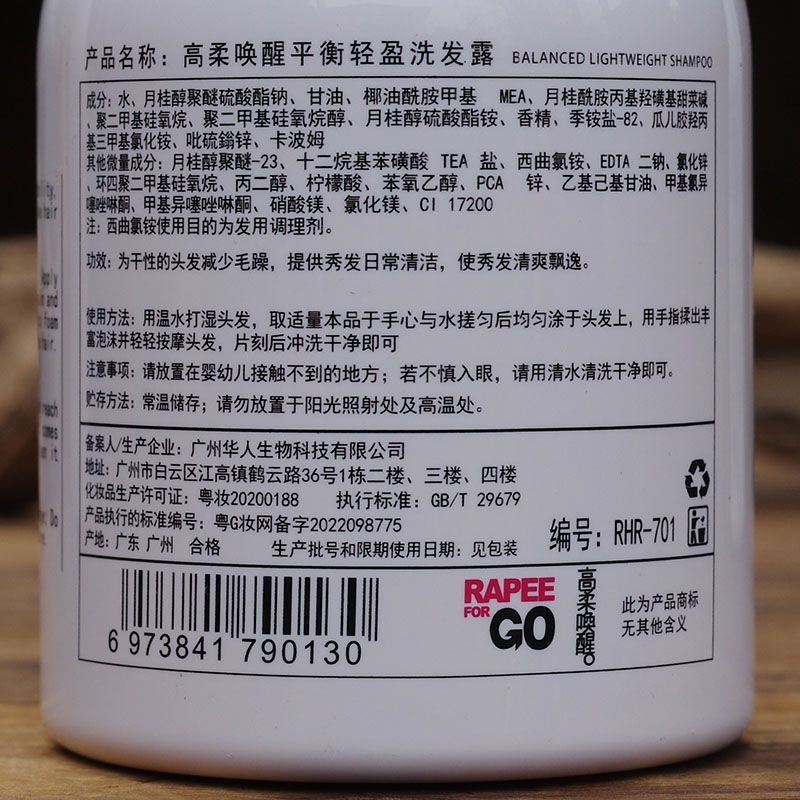 产品名称：高柔唤醒平衡轻盈洗发露 BALANCED LIGHTWEIGHT SHAMPOO
成分：水、月桂醇聚醚硫酸酯钠、甘油、椰油酰胺甲基 MEA、月桂酰胺丙基羟磺基甜菜碱
、聚二甲基硅氧烷、聚二甲基硅氧烷醇、月桂醇硫酸酯铵、香精、季铵盐-82、瓜儿胶羟丙
基三甲基氯化铵、吡硫鎓锌、卡波姆
其他微量成分：月桂醇聚醚-23、十二烷基苯磺酸 TEA 盐、西曲氯铵、EDTA 二钠、氯化锌
、环四聚二甲基硅氧烷、丙二醇、柠檬酸、苯氧乙醇、PCA 锌、乙基己基甘油、甲基氯异
噻唑啉酮、甲基异噻唑啉酮、硝酸镁、氯化镁、CI 17200
注：西曲氯铵使用目的为发用调理剂。
功效：为干性的头发减少毛躁，提供秀发日常清洁，使秀发清爽飘逸。
使用方法：用温水打湿头发，取适量本品于手心与水搓匀后均匀涂于头发上，用手指揉出丰
富泡沫并轻轻按摩头发，片刻后冲洗干净即可
注意事项：请放置在婴幼儿接触不到的地方；若不慎入眼，请用清水清洗干净即可。
贮存方法：常温储存；请勿放置于阳光照射处及高温处。
备案人/生产企业：广州华人生物科技有限公司
地址：广州市白云区江高镇鹤云路36号1栋二楼、三楼、四楼
化妆品生产许可证：粤妆20200188 执行标准：GB/T 29679
产品执行的标准编号：粤G妆网备字2022098775
产地：广东 广州 合格 生产批号和限期使用日期：见包装
编号：RHR-701
6 973841 790130
RAPEE
FOR GO
高柔唤醒
此为产品商标
无其他含义
ility,
hair
Apply
and
foam
hair.
reach
comes
it
Do